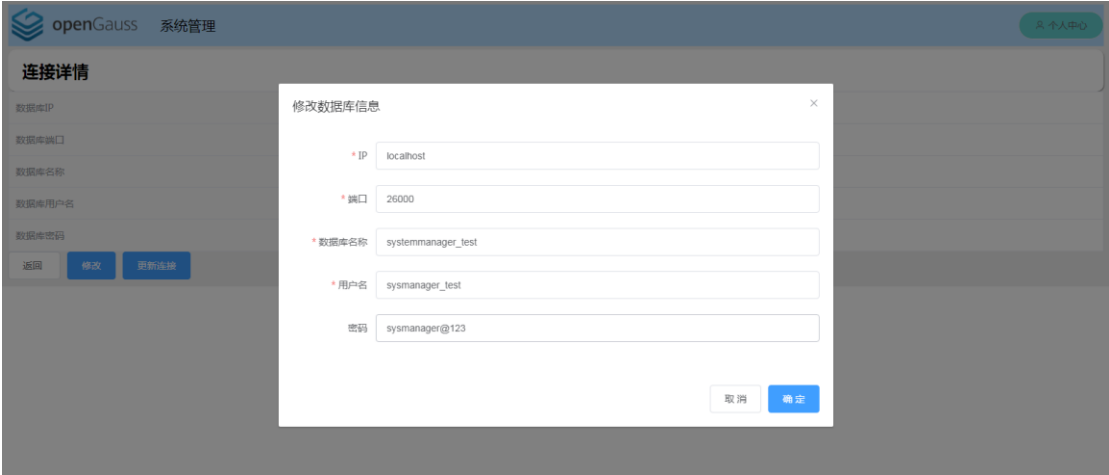 openGauss 系统管理 个人中心
连接详情
数据库IP
数据库端口
数据库名称
数据库用户名
数据库密码
返回 修改 更新连接
修改数据库信息 ×
* IP localhost
* 端口 26000
* 数据库名称 systemmanager_test
* 用户名 sysmanager_test
密码 sysmanager@123
取消 确定